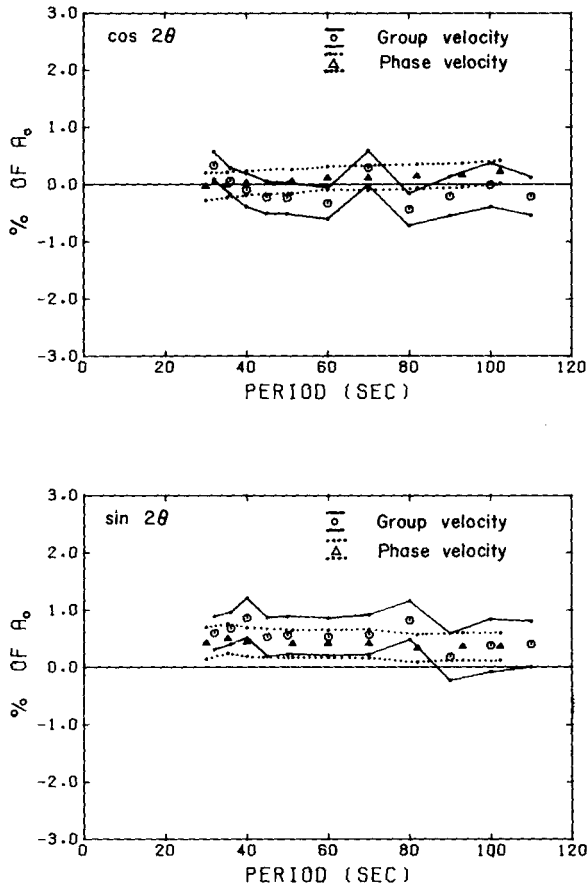 cos 2θ
Group velocity
Phase velocity
3.0
2.0
1.0
0.0
-1.0
-2.0
-3.0
% OF A₀
0 20 40 60 80 100 120
PERIOD (SEC)
sin 2θ
Group velocity
Phase velocity
3.0
2.0
1.0
0.0
-1.0
-2.0
-3.0
% OF A₀
0 20 40 60 80 100 120
PERIOD (SEC)